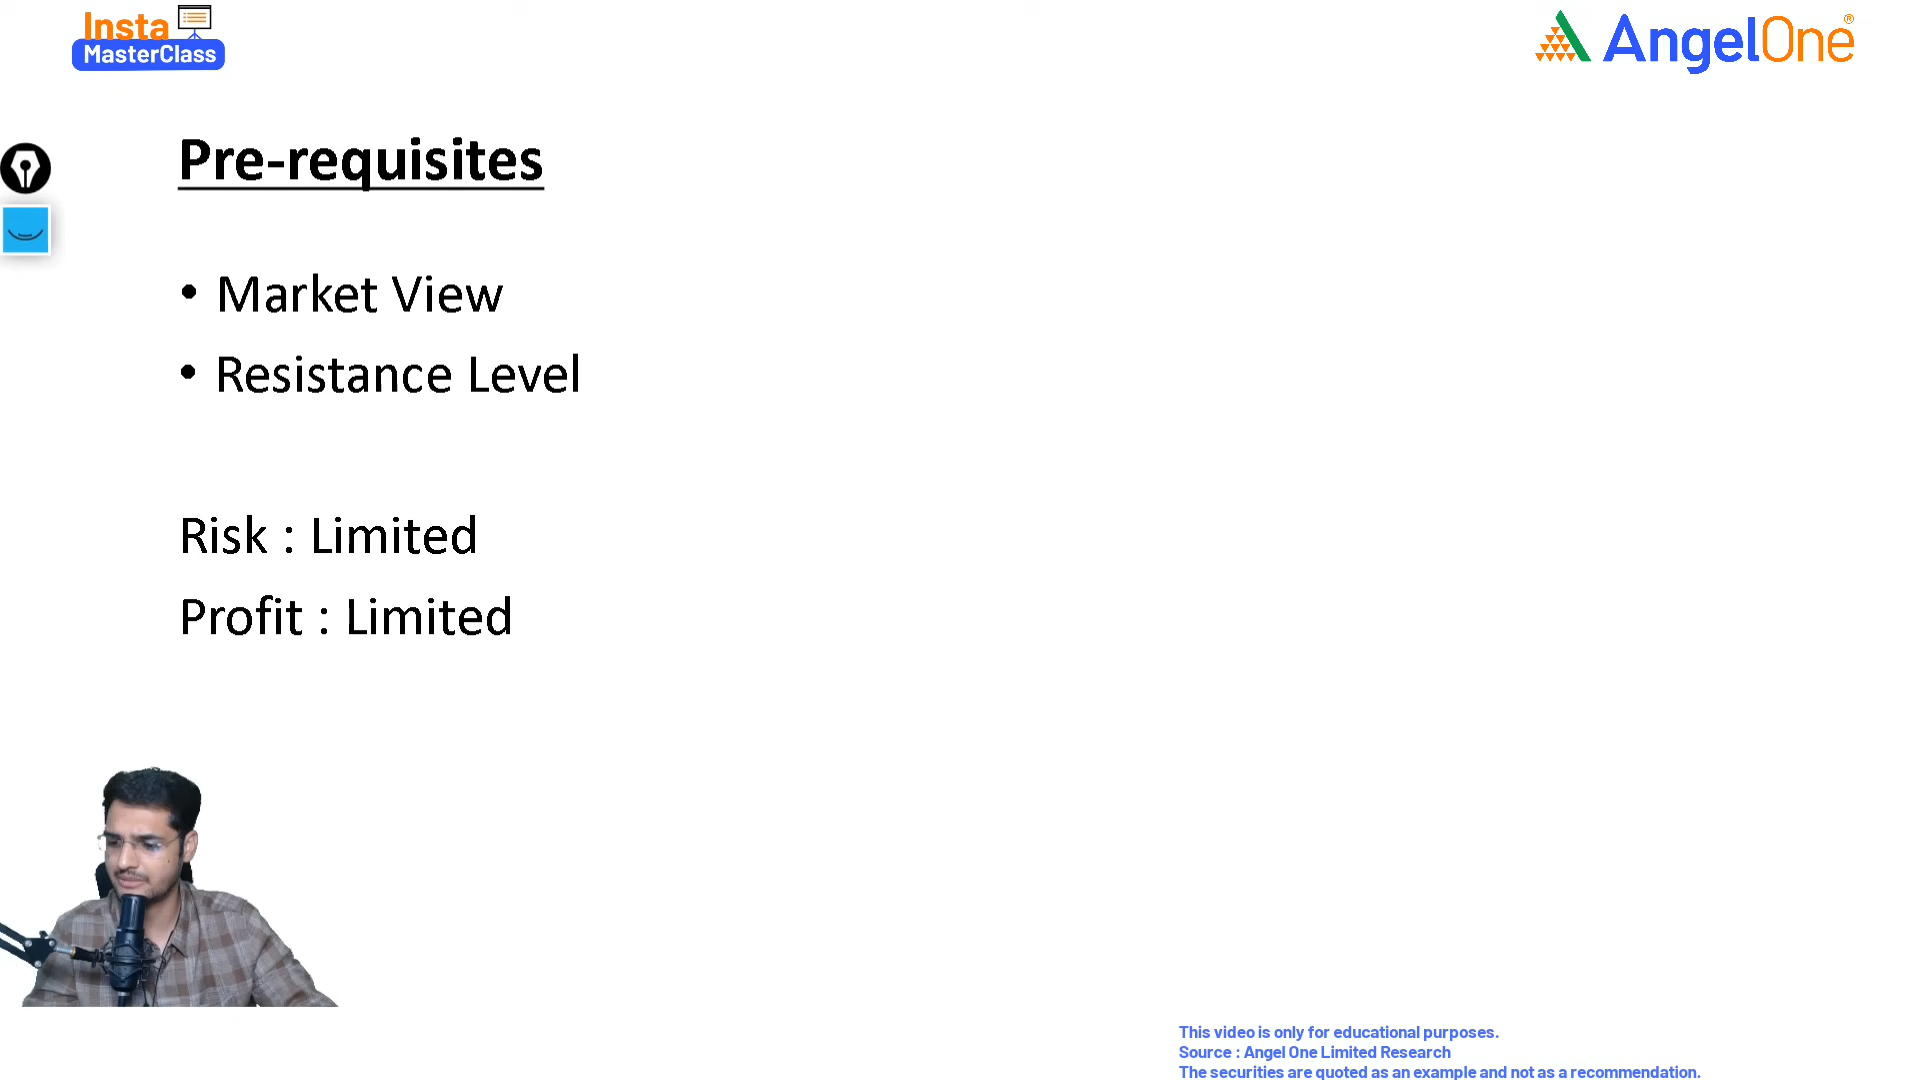 Insta
MasterClass
AngelOne®
Pre-requisites
• Market View
• Resistance Level
Risk : Limited
Profit : Limited
This video is only for educational purposes.
Source : Angel One Limited Research
The securities are quoted as an example and not as a recommendation.